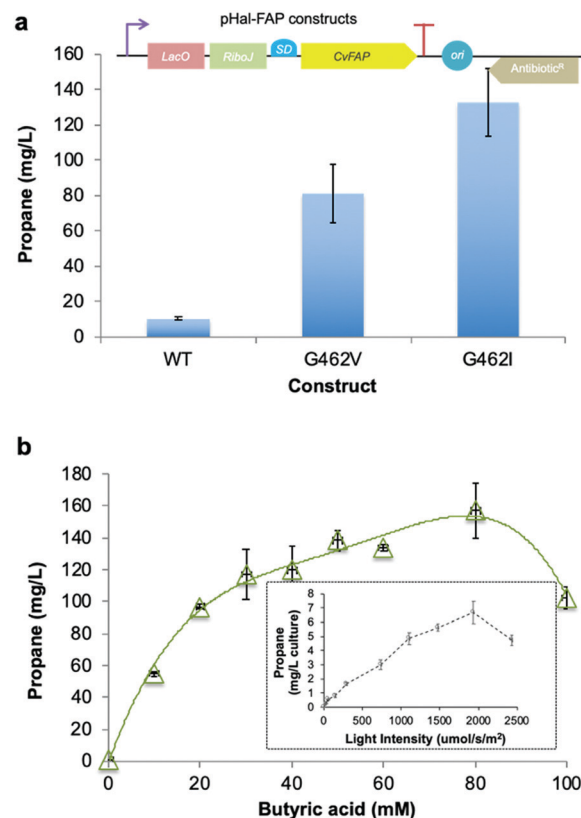 a
pHal-FAP constructs
LacO RiboJ SD CvFAP ori Antibioticᴿ
160
140
120
100
80
60
40
20
0
Propane (mg/L)
WT G462V G462I
Construct
b
180
160
140
120
100
80
60
40
20
0
Propane (mg/L)
8
7
6
5
4
3
2
1
0
Propane
(mg/L culture)
0 500 1000 1500 2000 2500
Light Intensity (umol/s/m²)
0 20 40 60 80 100
Butyric acid (mM)